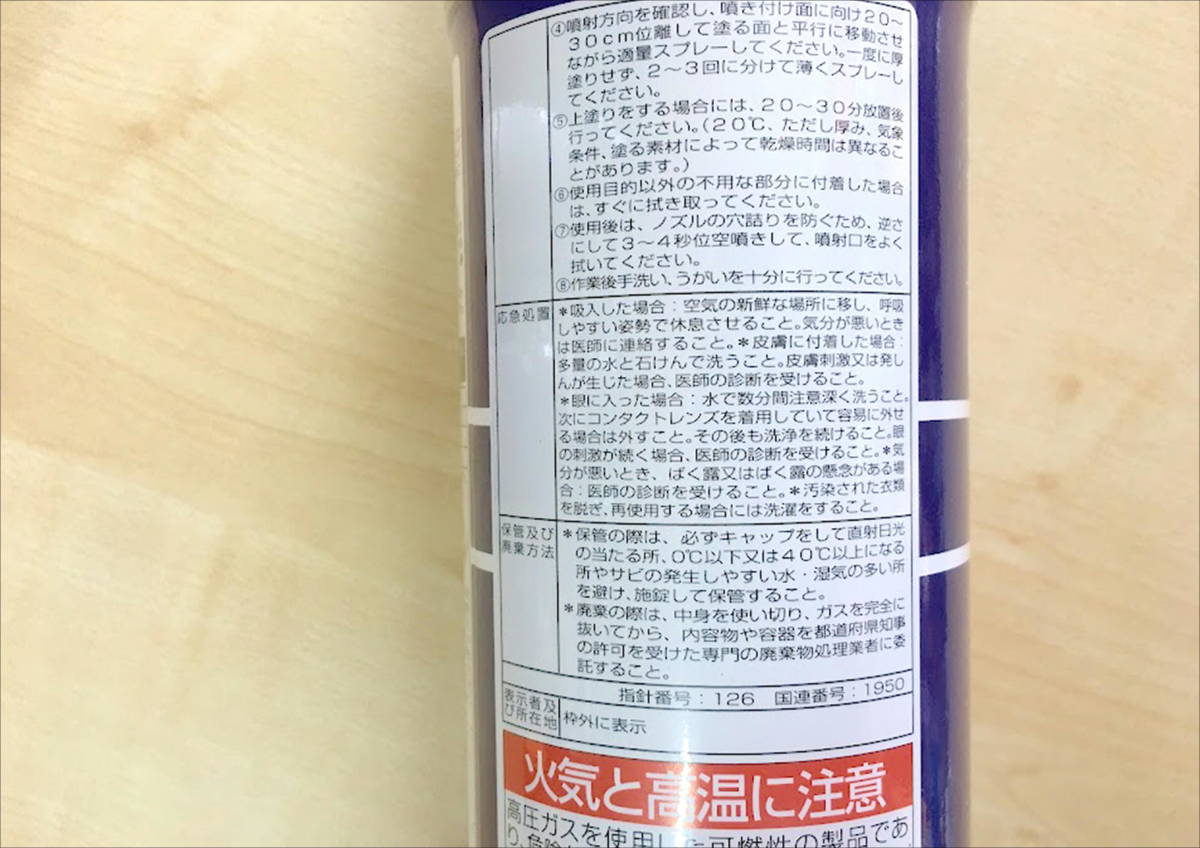 ④噴射方向を確認し、噴き付け面に向け20〜
30cm位離して塗る面と平行に移動させ
ながら適量スプレーしてください。一度に厚
塗りせず、2〜3回に分けて薄くスプレーし
てください。
⑤上塗りをする場合には、20〜30分放置後
行ってください。(20℃、ただし厚み、気象
条件、塗る素材によって乾燥時間は異なるこ
とがあります。)
⑥使用目的以外の不用な部分に付着した場合
は、すぐに拭き取ってください。
⑦使用後は、ノズルの穴詰りを防ぐため、逆さ
にして3〜4秒位空噴きして、噴射口をよく
拭いてください。
⑧作業後手洗い、うがいを十分に行ってください。
応急処置
＊吸入した場合：空気の新鮮な場所に移し、呼吸
しやすい姿勢で休息させること。気分が悪いとき
は医師に連絡すること。＊皮膚に付着した場合：
多量の水と石けんで洗うこと。皮膚刺激又は発し
んが生じた場合、医師の診断を受けること。
＊眼に入った場合：水で数分間注意深く洗うこと。
次にコンタクトレンズを着用していて容易に外せ
る場合は外すこと。その後も洗浄を続けること。眼
の刺激が続く場合、医師の診断を受けること。＊気
分が悪いとき、ばく露又はばく露の懸念がある場
合：医師の診断を受けること。＊汚染された衣類
を脱ぎ、再使用する場合には洗濯をすること。
保管及び
廃棄方法
＊保管の際は、必ずキャップをして直射日光
の当たる所、0℃以下又は40℃以上になる
所やサビの発生しやすい水・湿気の多い所
を避け、施錠して保管すること。
＊廃棄の際は、中身を使い切り、ガスを完全に
抜いてから、内容物や容器を都道府県知事
の許可を受けた専門の廃棄物処理業者に委
託すること。
指針番号：126 国連番号：1950
表示者及
び所在地
枠外に表示
火気と高温に注意
高圧ガスを使用した可燃性の製品であ
り、危険